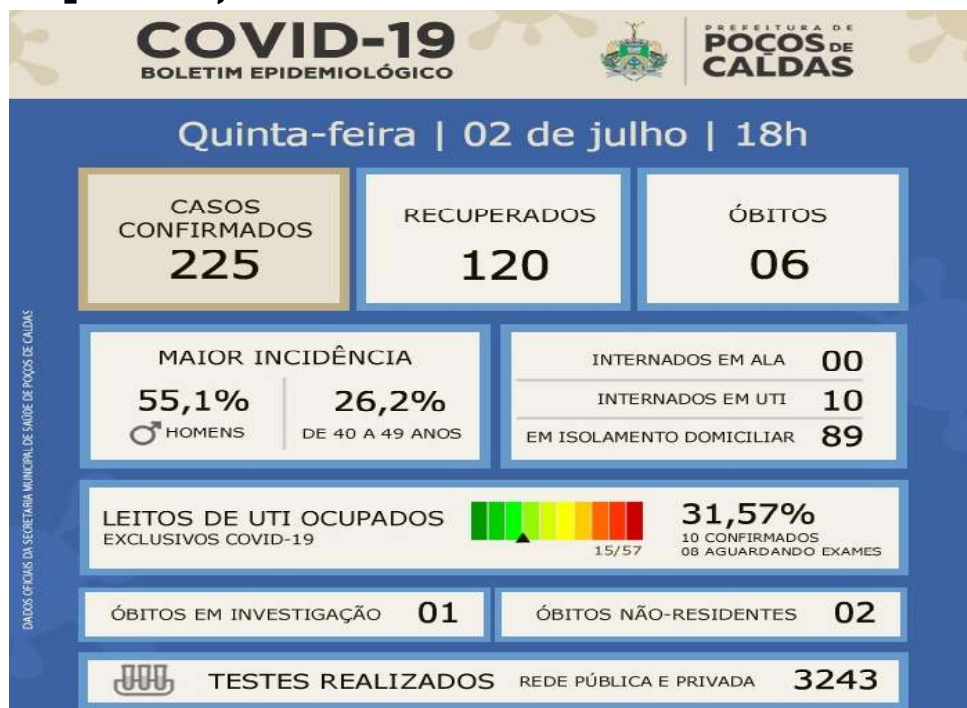 COVID-19
BOLETIM EPIDEMIOLÓGICO
PREFEITURA DE
POÇOS DE
CALDAS
Quinta-feira | 02 de julho | 18h
CASOS
CONFIRMADOS
225
RECUPERADOS
120
ÓBITOS
06
MAIOR INCIDÊNCIA
55,1%
HOMENS
26,2%
DE 40 A 49 ANOS
INTERNADOS EM ALA 00
INTERNADOS EM UTI 10
EM ISOLAMENTO DOMICILIAR 89
LEITOS DE UTI OCUPADOS
EXCLUSIVOS COVID-19
15/57
31,57%
10 CONFIRMADOS
08 AGUARDANDO EXAMES
ÓBITOS EM INVESTIGAÇÃO 01
ÓBITOS NÃO-RESIDENTES 02
TESTES REALIZADOS REDE PÚBLICA E PRIVADA 3243
DADOS OFICIAIS DA SECRETARIA MUNICIPAL DE SAÚDE DE POÇOS DE CALDAS